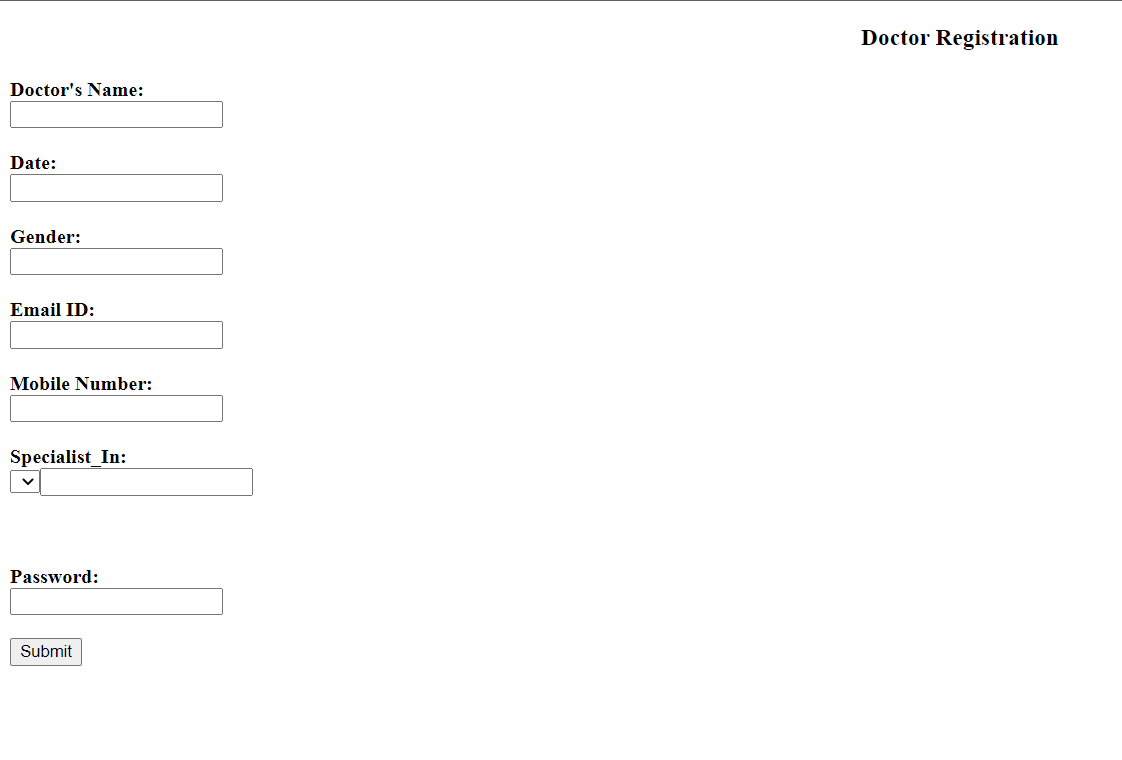 Doctor Registration
Doctor's Name:
Date:
Gender:
Email ID:
Mobile Number:
Specialist_In:
Password:
Submit